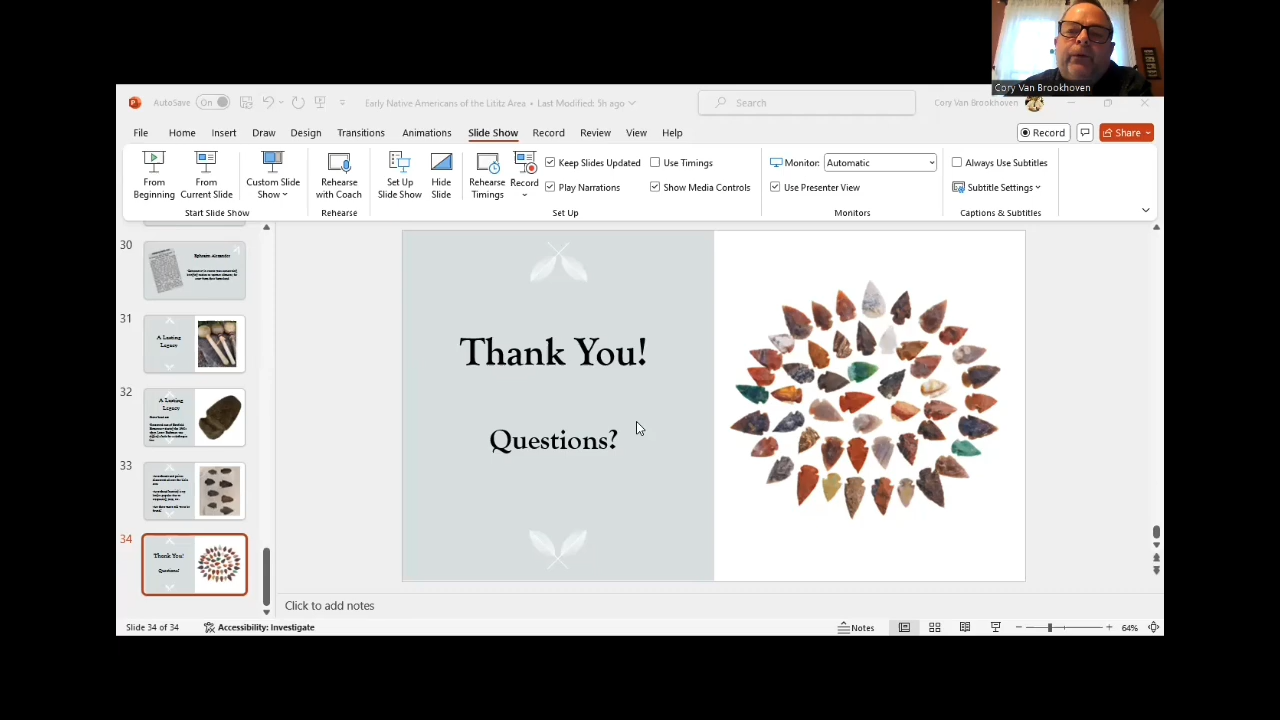 Cory Van Brookhoven
AutoSave On Early Native Americans of the Lititz Area. • Last Modified: 5h ago Search Cory Van Brookhoven
File Home Insert Draw Design Transitions Animations Slide Show Record Review View Help Record Share
Keep Slides Updated Use Timings Monitor: Automatic Always Use Subtitles
From Beginning
From Current Slide
Custom Slide Show
Rehearse with Coach
Set Up Slide Show
Hide Slide
Rehearse Timings
Record
Play Narrations Show Media Controls Use Presenter View Subtitle Settings
Start Slide Show Rehearse Set Up Monitors Captions & Subtitles
30
Ephraim Alexander
31
A Lasting
Legacy
32
A Lasting
Legacy
33
34
Thank You!
Questions?
Thank You!
Questions?
Click to add notes
Slide 34 of 34 Accessibility: Investigate Notes 64%